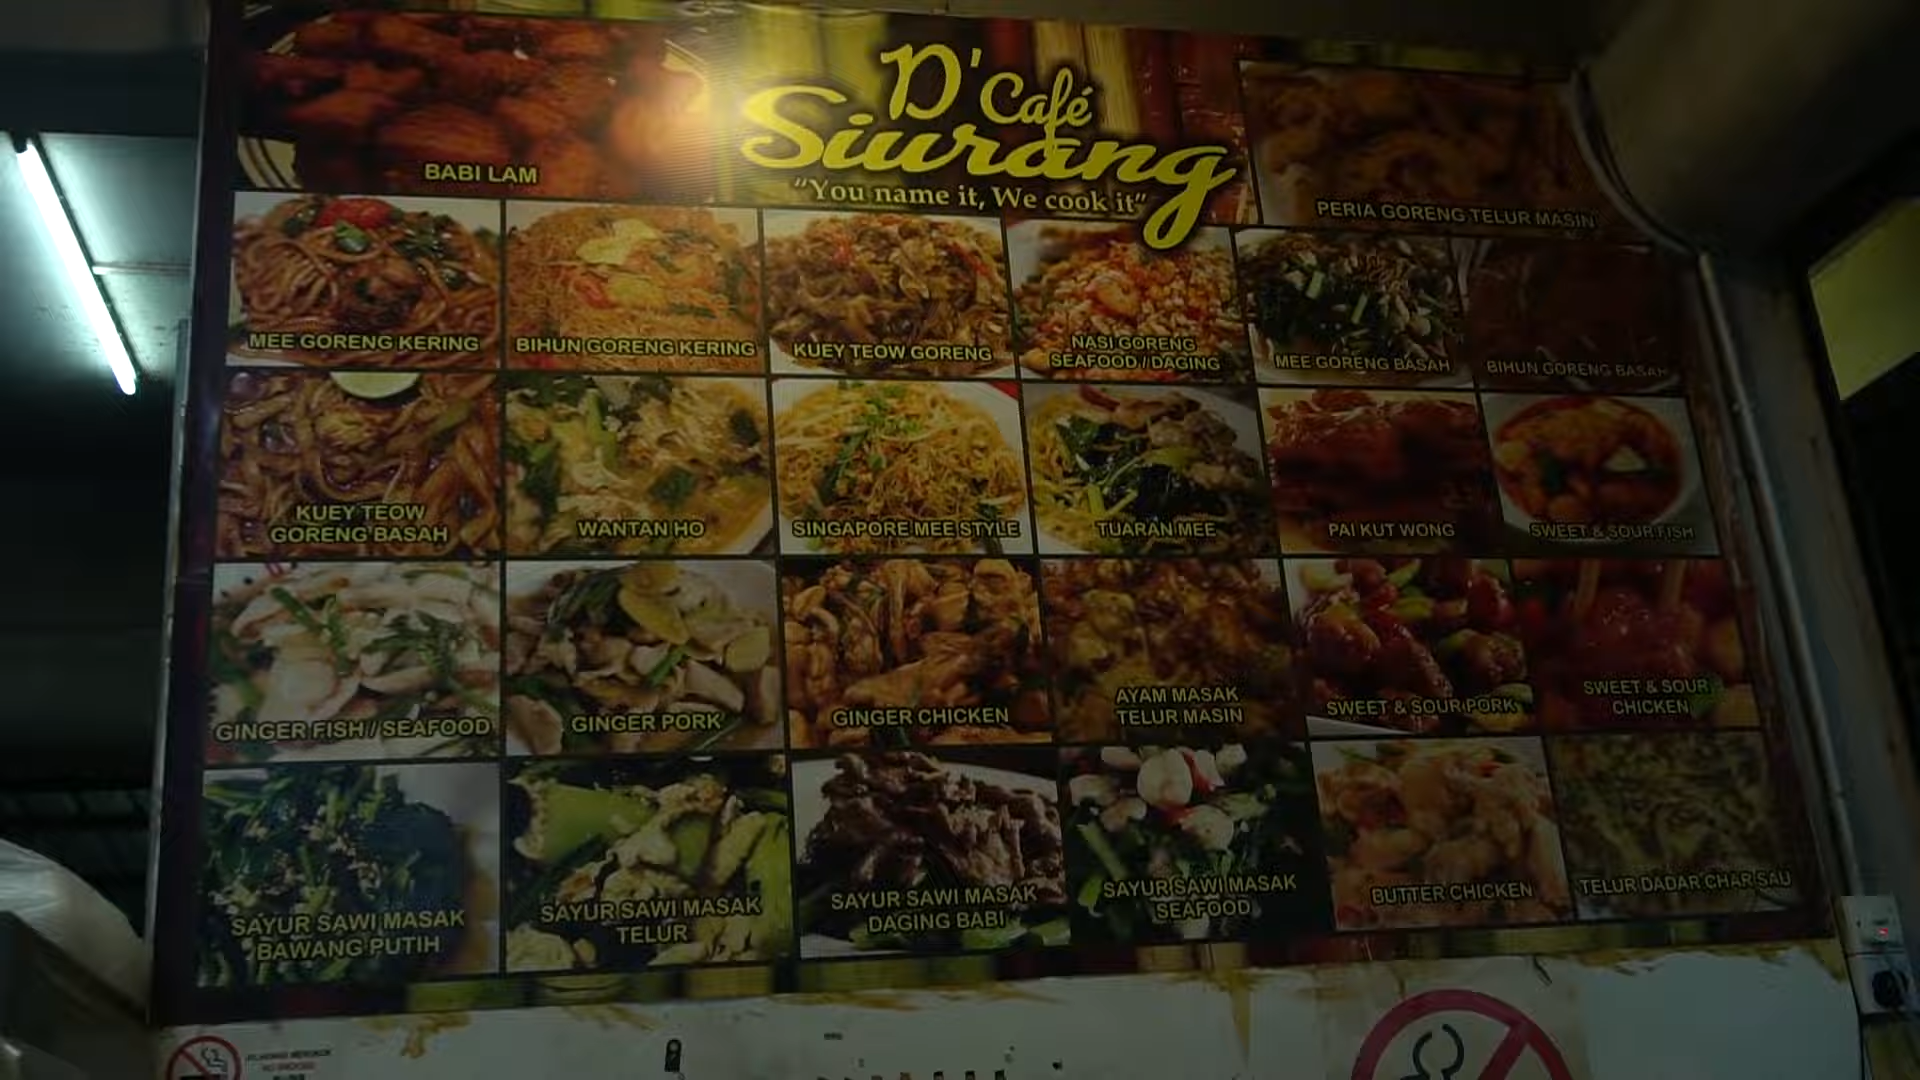 D' Café
Siurang
"You name it, We cook it"
BABI LAM
PERIA GORENG TELUR MASIN
MEE GORENG KERING
BIHUN GORENG KERING
KUEY TEOW GORENG
NASI GORENG
SEAFOOD / DAGING
MEE GORENG BASAH
BIHUN GORENG BASAH
KUEY TEOW
GORENG BASAH
WANTAN HO
SINGAPORE MEE STYLE
TUARAN MEE
PAI KUT WONG
SWEET & SOUR FISH
GINGER FISH / SEAFOOD
GINGER PORK
GINGER CHICKEN
AYAM MASAK
TELUR MASIN
SWEET & SOUR PORK
SWEET & SOUR
CHICKEN
SAYUR SAWI MASAK
BAWANG PUTIH
SAYUR SAWI MASAK
TELUR
SAYUR SAWI MASAK
DAGING BABI
SAYUR SAWI MASAK
SEAFOOD
BUTTER CHICKEN
TELUR DADAR CHAR SAU
NO SMOKING